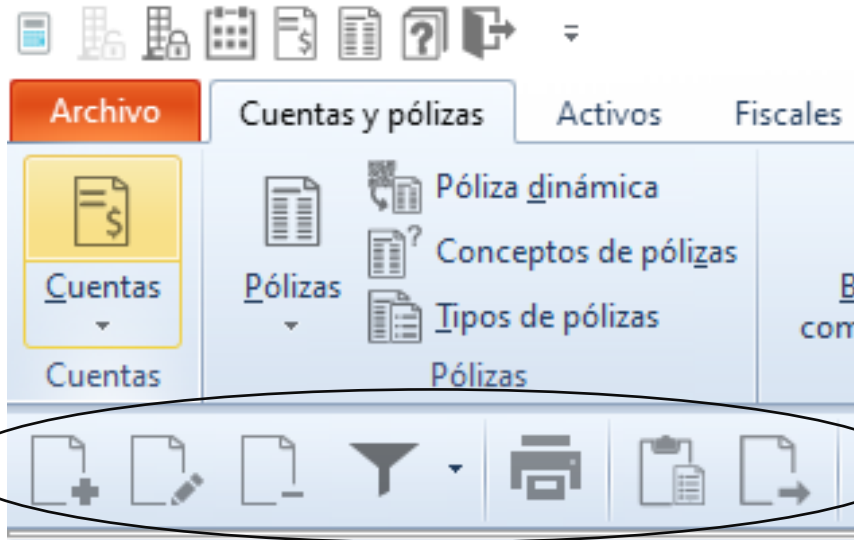 Archivo Cuentas y pólizas Activos Fiscales
Póliza dinámica
Conceptos de pólizas
Cuentas Pólizas
Tipos de pólizas
Cuentas Pólizas